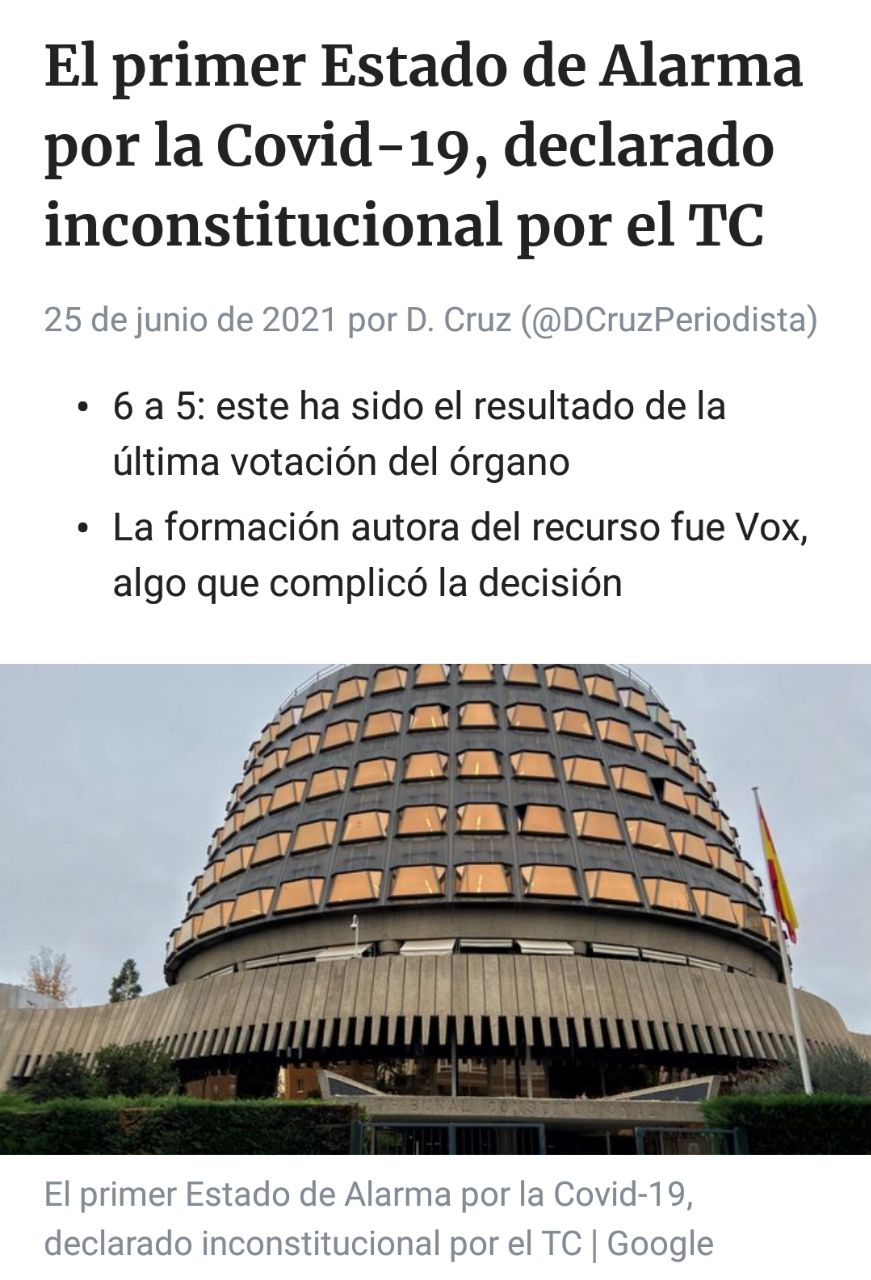 El primer Estado de Alarma
por la Covid-19, declarado
inconstitucional por el TC
25 de junio de 2021 por D. Cruz (@DCruzPeriodista)
• 6 a 5: este ha sido el resultado de la
última votación del órgano
• La formación autora del recurso fue Vox,
algo que complicó la decisión
El primer Estado de Alarma por la Covid-19,
declarado inconstitucional por el TC | Google